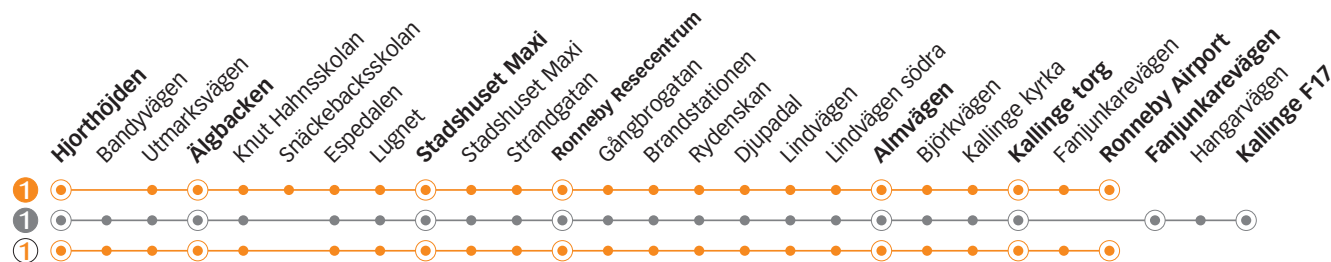 Hjorthöjden
Bandyvägen
Utmarksvägen
Älgbacken
Knut Hahnsskolan
Snäckebacksskolan
Espedalen
Lugnet
Stadshuset Maxi
Stadshuset Maxi
Strandgatan
Ronneby Resecentrum
Gångbrogatan
Brandstationen
Rydenskan
Djupadal
Lindvägen
Lindvägen södra
Almvägen
Björkvägen
Kallinge kyrka
Kallinge torg
Fanjunkarevägen
Ronneby Airport
Fanjunkarevägen
Hangarvägen
Kallinge F17
1
1
1